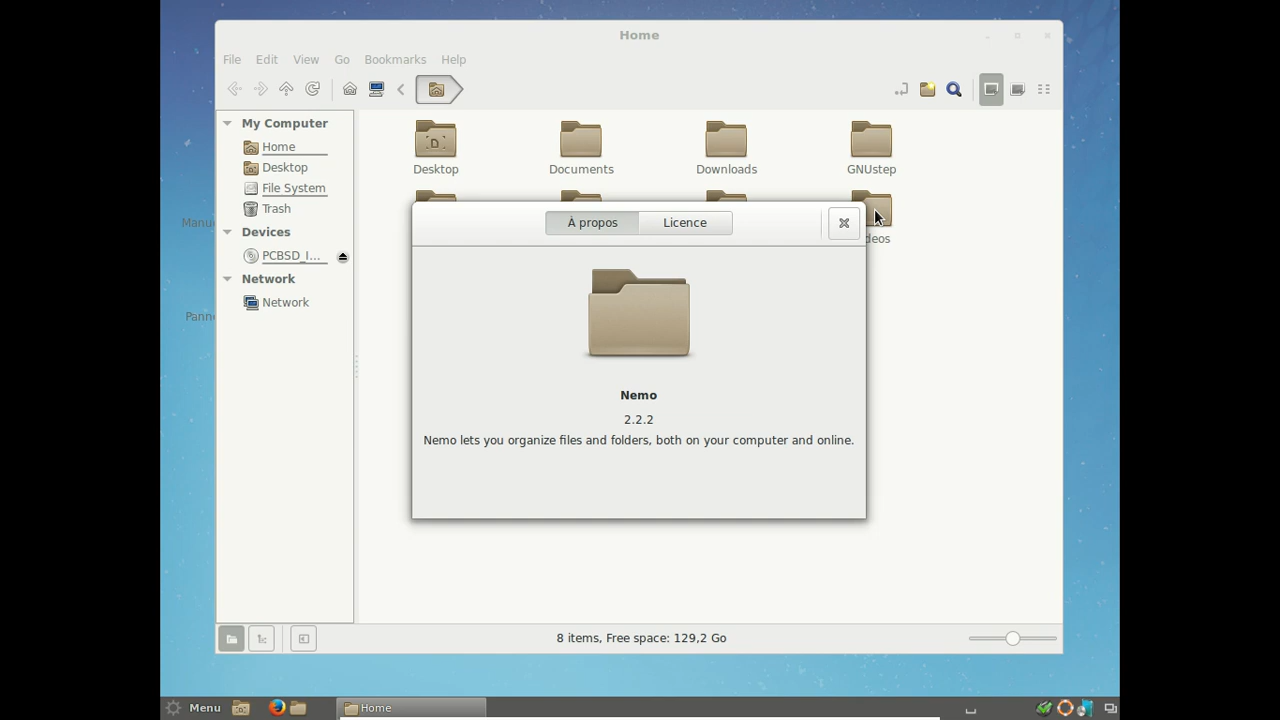 Home
File Edit View Go Bookmarks Help
My Computer
Home
Desktop
File System
Trash
Devices
PCBSD_I...
Network
Network
Desktop Documents Downloads GNUstep
deos
À propos Licence
Nemo
2.2.2
Nemo lets you organize files and folders, both on your computer and online.
8 items, Free space: 129,2 Go
Manu
Pann
Menu Home